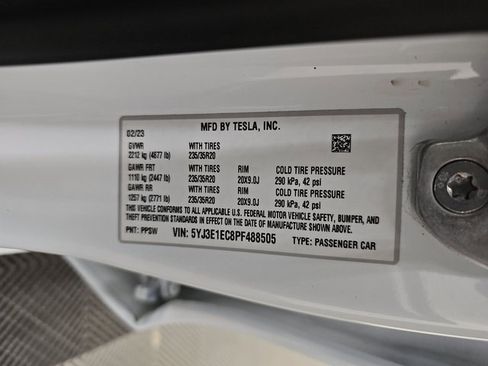 MFD BY TESLA, INC.
02/23
GVWR WITH TIRES
2212 kg (4877 lb) 235/35R20
GAWR FRT WITH TIRES RIM COLD TIRE PRESSURE
1110 kg (2447 lb) 235/35R20 20X9.0J 290 kPa, 42 psi
GAWR RR WITH TIRES RIM COLD TIRE PRESSURE
1257 kg (2771 lb) 235/35R20 20X9.0J 290 kPa, 42 psi
THIS VEHICLE CONFORMS TO ALL APPLICABLE U.S. FEDERAL MOTOR VEHICLE SAFETY, BUMPER, AND
THEFT PREVENTION STANDARDS IN EFFECT ON THE DATE OF MANUFACTURE SHOWN ABOVE.
PNT: PPSW VIN: 5YJ3E1EC8PF488505 TYPE: PASSENGER CAR